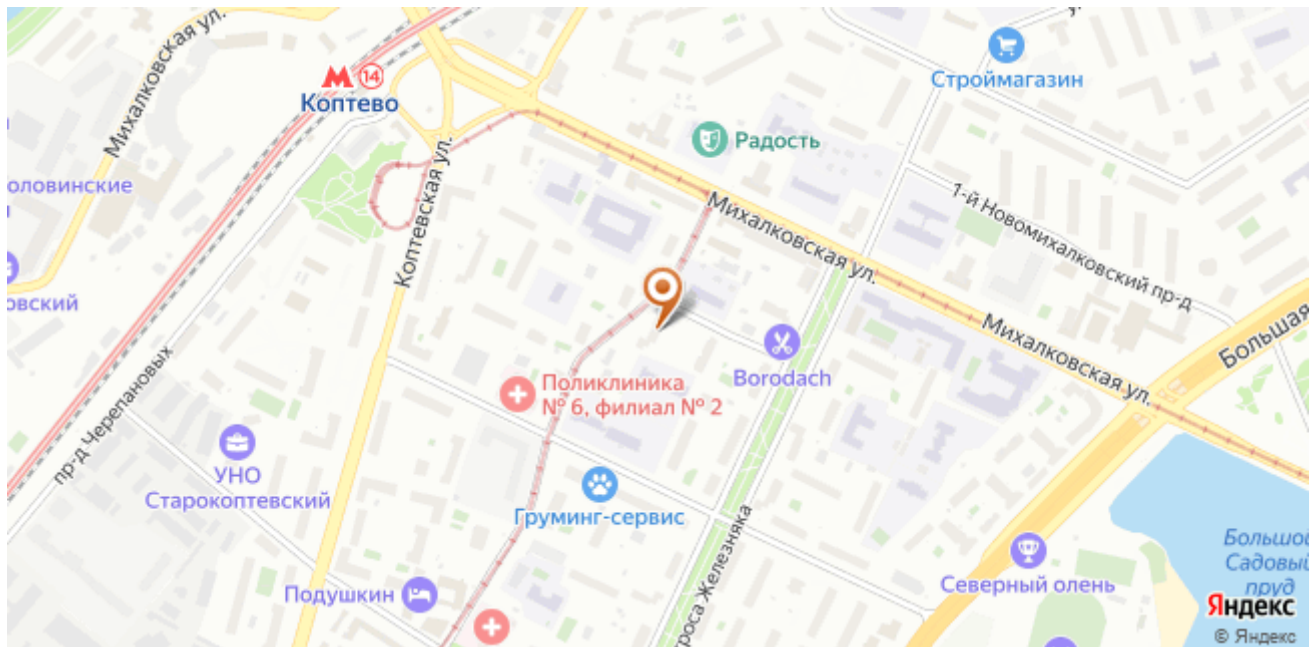 Михалковская ул.
14
Коптево
Строймагазин
Радость
оловинские
Коптевская ул.
Михалковская ул.
1-й Новомихалковский пр-д
овский
Михалковская ул.
Большая
пр-д Черепановых
Borodach
Поликлиника
№ 6, филиал № 2
УНО
Старокоптевский
Груминг-сервис
роса Железняка
Северный олень
Большой
Садовый
пруд
Подушкин
Яндекс
© Яндекс